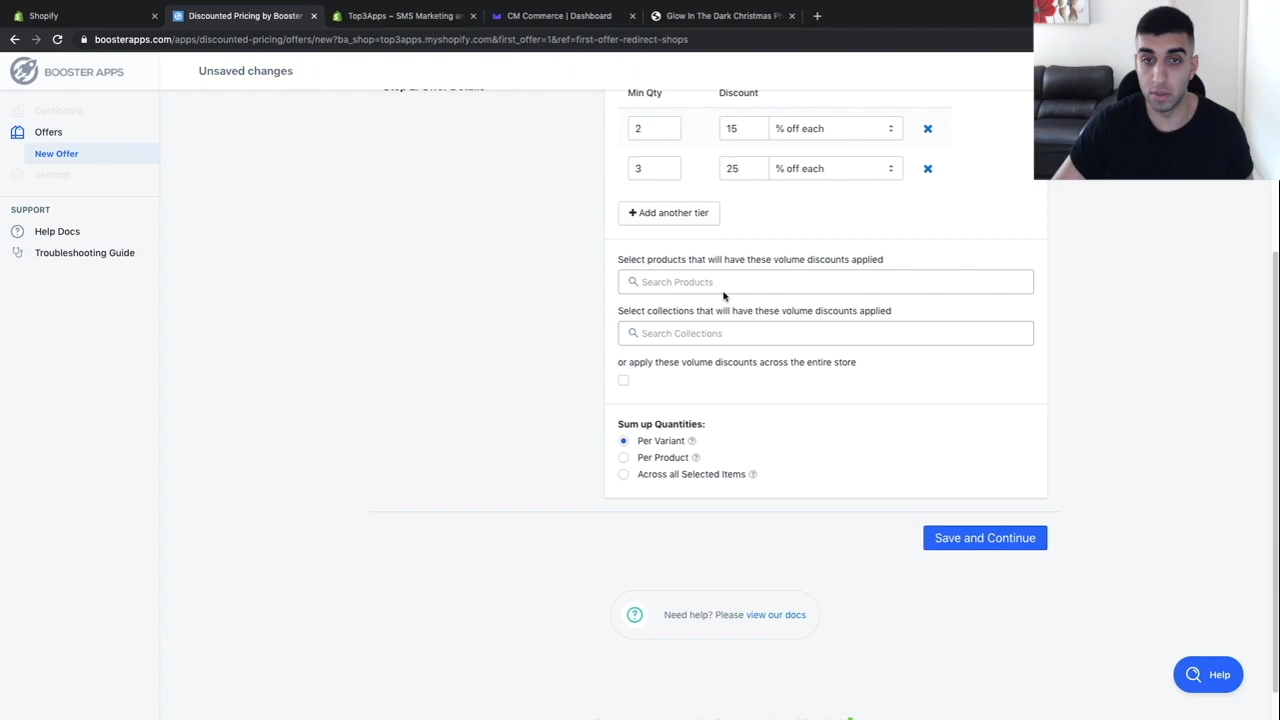 Shopify
Discounted Pricing by Booster
Top3Apps ~ SMS Marketing an
CM Commerce | Dashboard
Glow In The Dark Christmas Pl
boosterapps.com/apps/discounted-pricing/offers/new?ba_shop=top3apps.myshopify.com&first_offer=1&ref=first-offer-redirect-shops
BOOSTER APPS
Unsaved changes
Dashboard
Offers
New Offer
Settings
SUPPORT
Help Docs
Troubleshooting Guide
Min Qty Discount
2 15 % off each
3 25 % off each
+ Add another tier
Select products that will have these volume discounts applied
Search Products
Select collections that will have these volume discounts applied
Search Collections
or apply these volume discounts across the entire store
Sum up Quantities:
Per Variant
Per Product
Across all Selected Items
Save and Continue
Need help? Please view our docs
Help